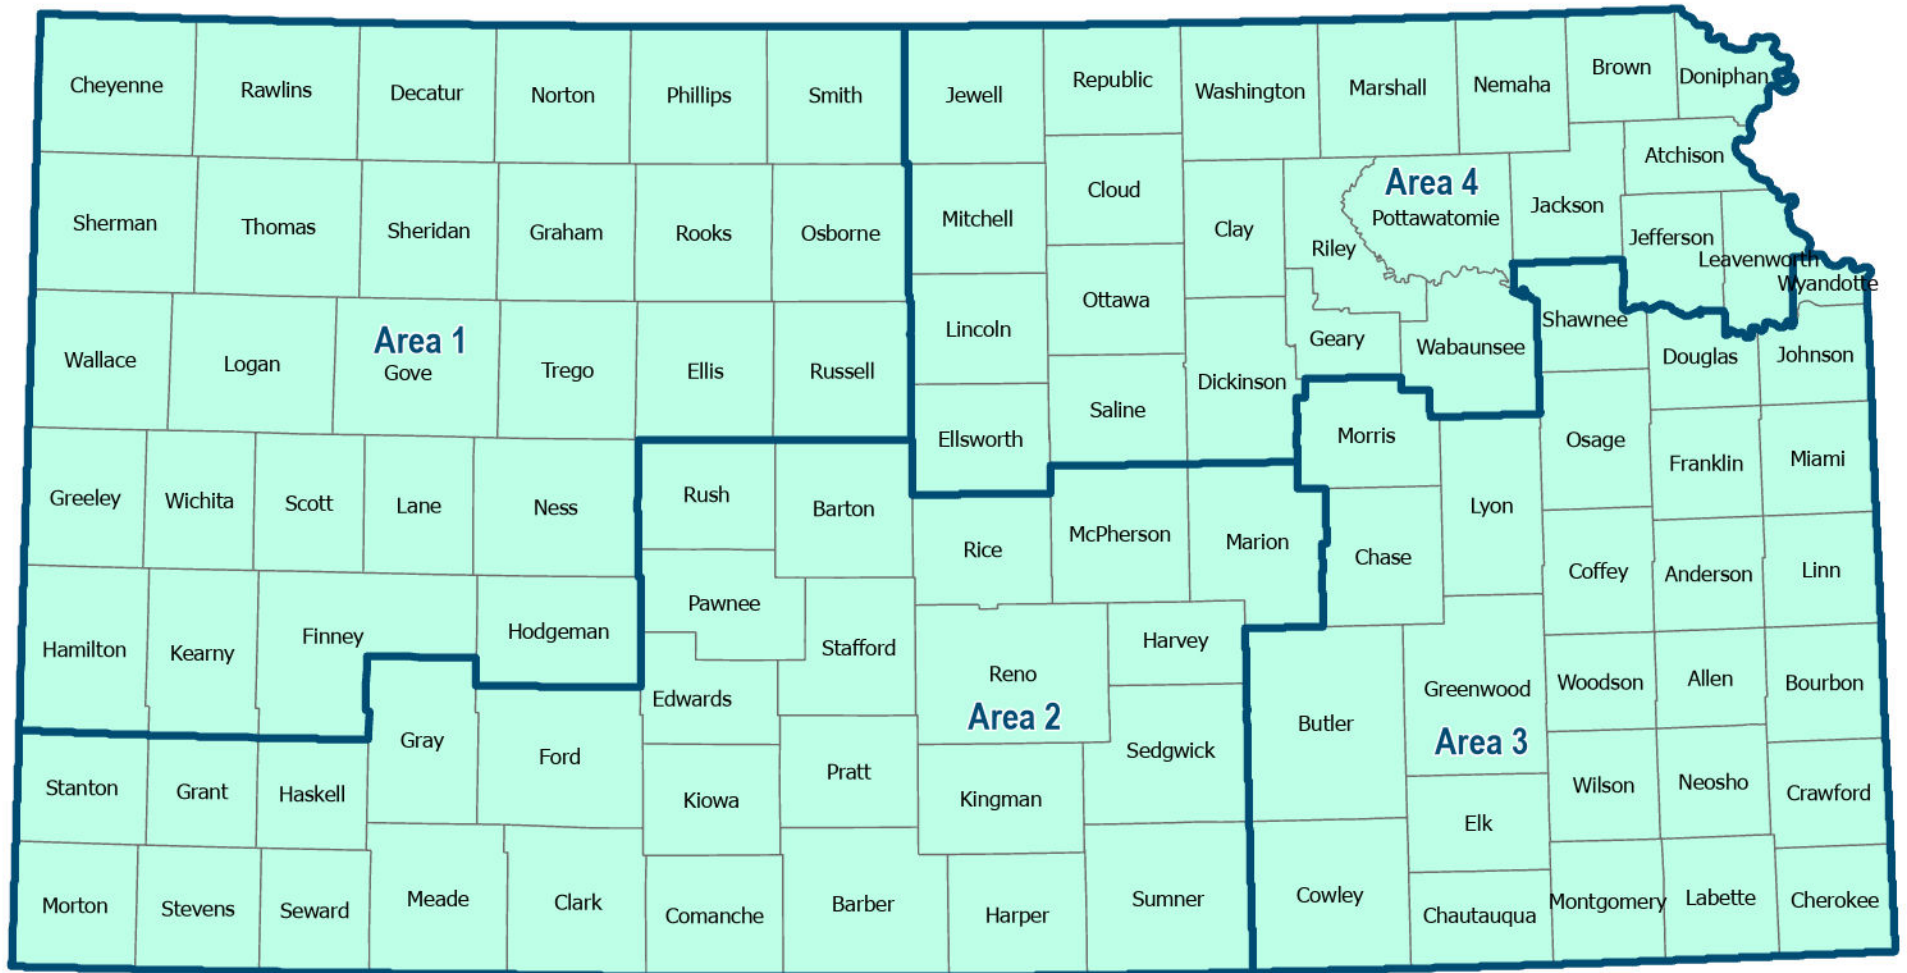 Cheyenne
Rawlins
Decatur
Norton
Phillips
Smith
Jewell
Republic
Washington
Marshall
Nemaha
Brown
Doniphan
Sherman
Thomas
Sheridan
Graham
Rooks
Osborne
Mitchell
Cloud
Clay
Riley
Area 4
Pottawatomie
Jackson
Atchison
Jefferson
Leavenworth
Wyandotte
Wallace
Logan
Area 1
Gove
Trego
Ellis
Russell
Lincoln
Ottawa
Dickinson
Geary
Wabaunsee
Shawnee
Douglas
Johnson
Greeley
Wichita
Scott
Lane
Ness
Rush
Barton
Ellsworth
Saline
Morris
Lyon
Osage
Franklin
Miami
Rice
McPherson
Marion
Chase
Coffey
Anderson
Linn
Hamilton
Kearny
Finney
Hodgeman
Pawnee
Stafford
Edwards
Reno
Area 2
Harvey
Sedgwick
Butler
Greenwood
Area 3
Woodson
Allen
Bourbon
Stanton
Grant
Haskell
Gray
Ford
Kiowa
Pratt
Kingman
Elk
Wilson
Neosho
Crawford
Morton
Stevens
Seward
Meade
Clark
Comanche
Barber
Harper
Sumner
Cowley
Chautauqua
Montgomery
Labette
Cherokee